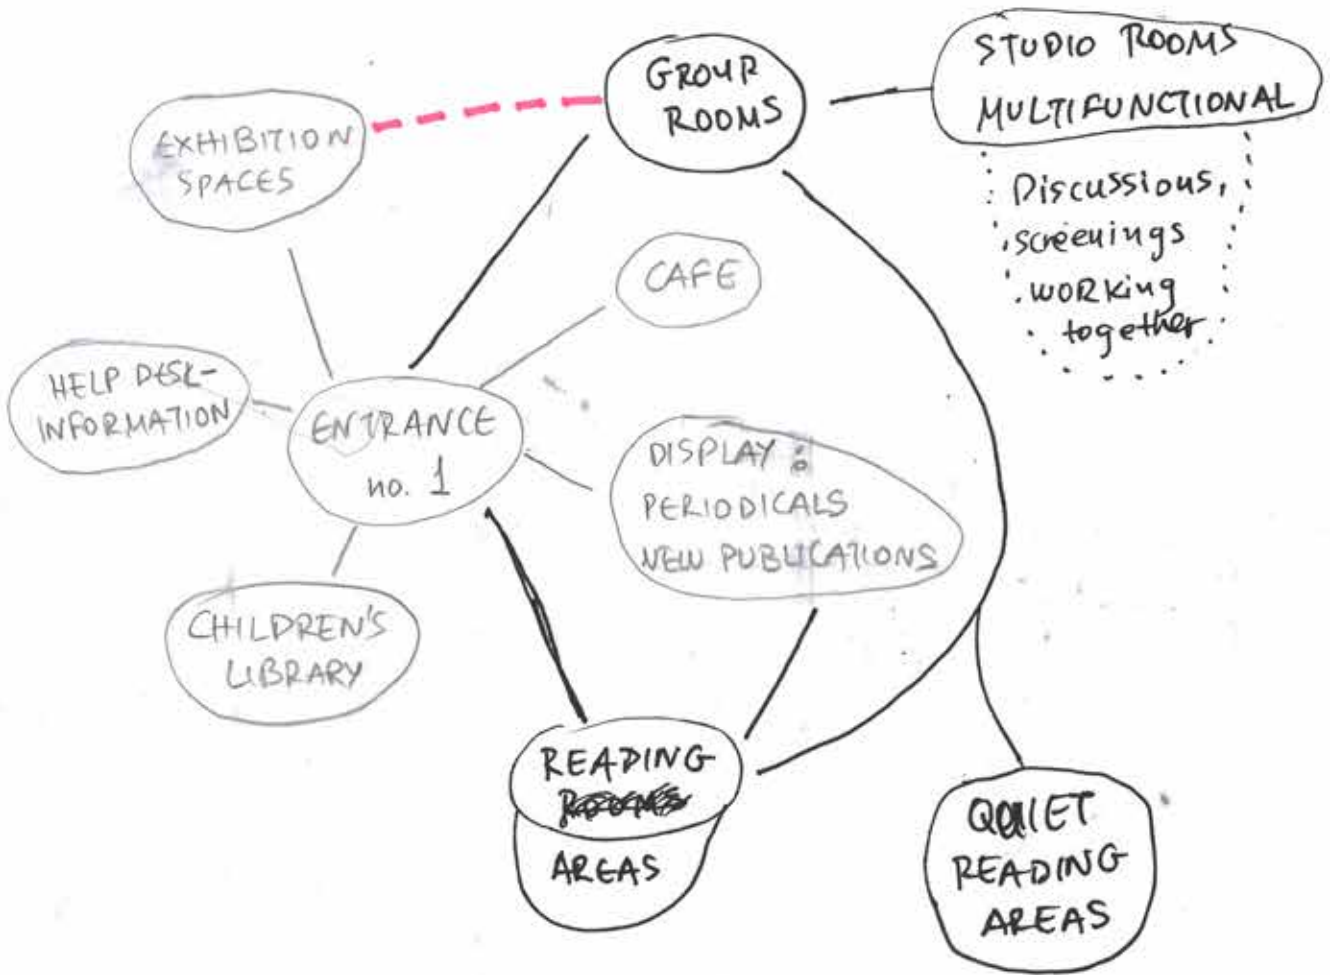 GROUP
ROOMS
STUDIO ROOMS
MULTIFUNCTIONAL
Discussions,
screenings
working
together
EXHIBITION
SPACES
CAFE
HELP DESK-
INFORMATION
ENTRANCE
no. 1
DISPLAY:
PERIODICALS
NEW PUBLICATIONS
CHILDREN'S
LIBRARY
READING
ROOMS
AREAS
QUIET
READING
AREAS